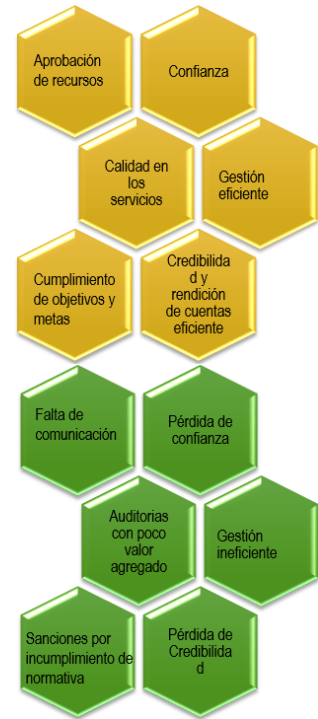 Aprobación
de recursos
Confianza
Calidad en
los
servicios
Gestión
eficiente
Cumplimiento
de objetivos y
metas
Credibilida
d y
rendición
de cuentas
eficiente
Falta de
comunicación
Pérdida de
confianza
Auditorias
con poco
valor
agregado
Gestión
ineficiente
Sanciones por
incumplimiento de
normativa
Pérdida de
Credibilida
d